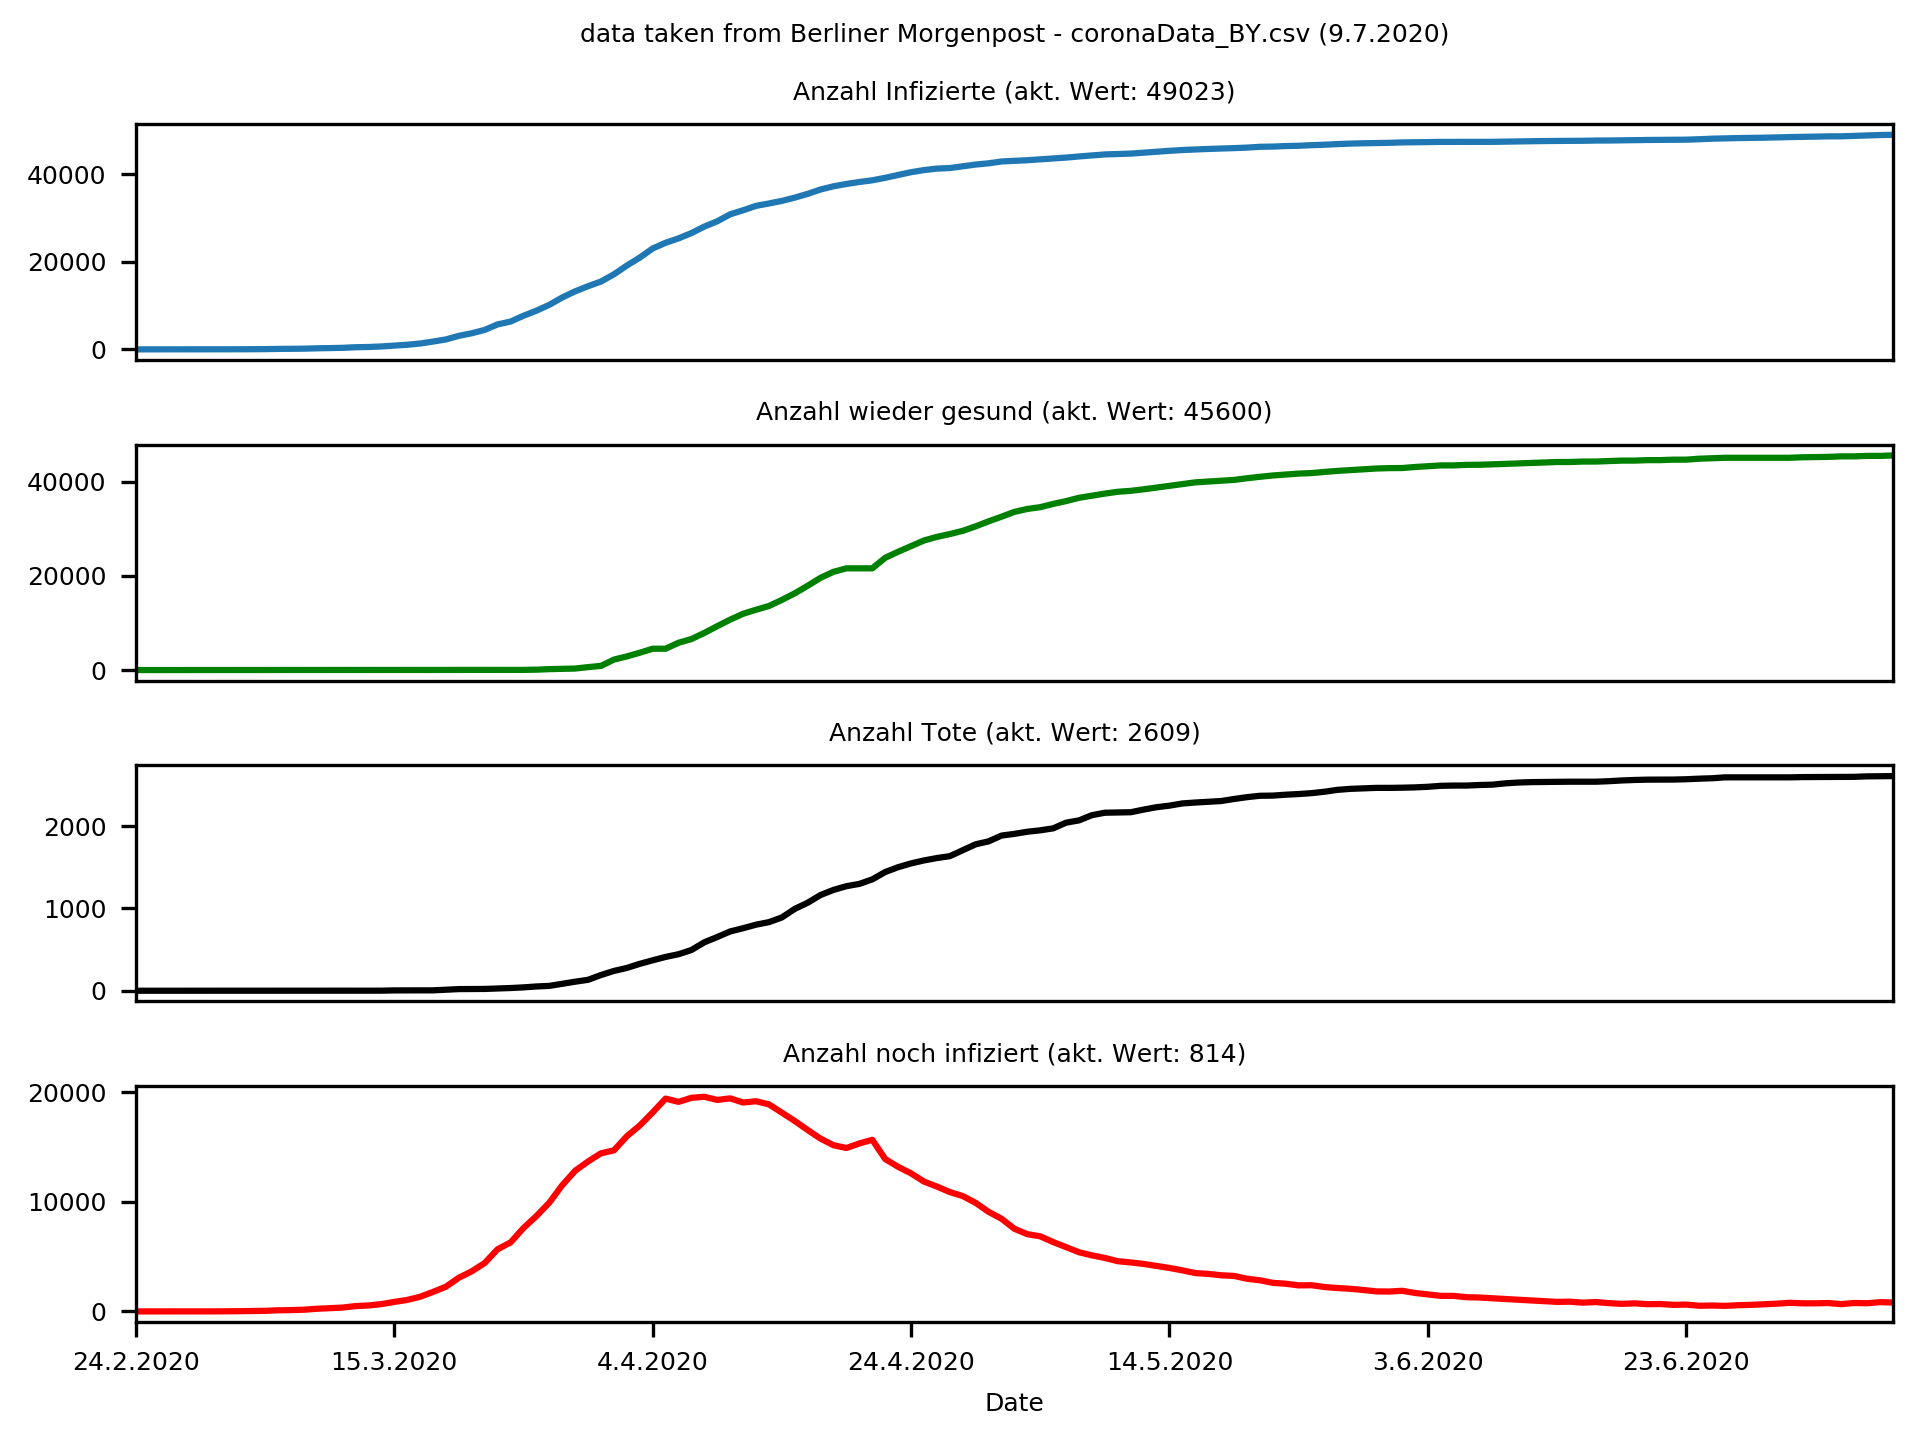 data taken from Berliner Morgenpost - coronaData_BY.csv (9.7.2020)
Anzahl Infizierte (akt. Wert: 49023)
40000
20000
0
Anzahl wieder gesund (akt. Wert: 45600)
40000
20000
0
Anzahl Tote (akt. Wert: 2609)
2000
1000
0
Anzahl noch infiziert (akt. Wert: 814)
20000
10000
0
24.2.2020 15.3.2020 4.4.2020 24.4.2020 14.5.2020 3.6.2020 23.6.2020
Date